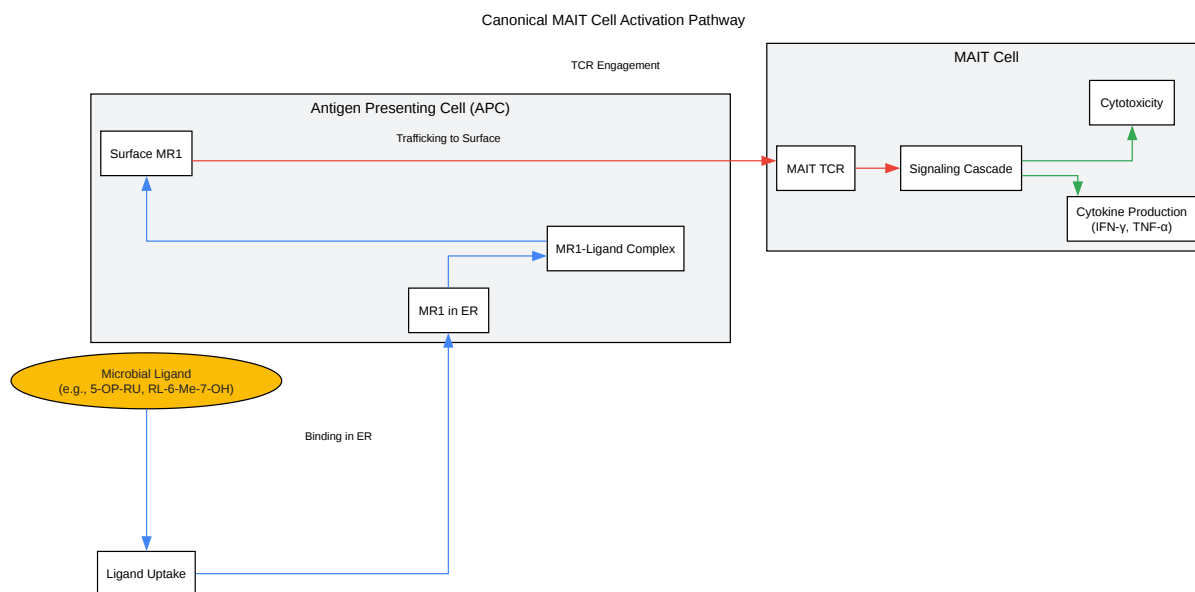 Canonical MAIT Cell Activation Pathway
TCR Engagement
MAIT Cell
Antigen Presenting Cell (APC)
Cytotoxicity
Trafficking to Surface
Surface MR1
MAIT TCR
Signaling Cascade
Cytokine Production
(IFN-γ, TNF-α)
MR1-Ligand Complex
MR1 in ER
Microbial Ligand
(e.g., 5-OP-RU, RL-6-Me-7-OH)
Binding in ER
Ligand Uptake